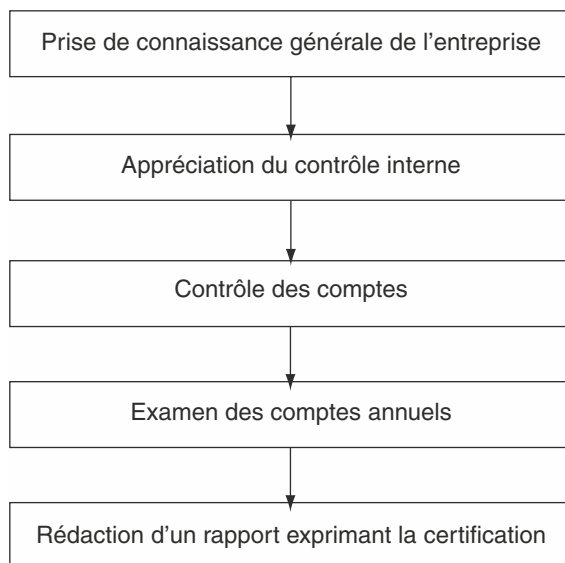 Prise de connaissance générale de l’entreprise
Appréciation du contrôle interne
Contrôle des comptes
Examen des comptes annuels
Rédaction d’un rapport exprimant la certification